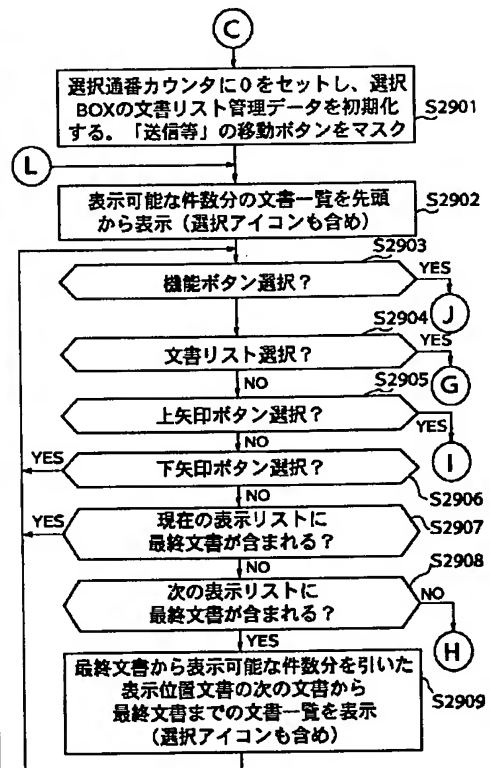 C
選択通番カウンタに0をセットし、選択
BOXの文書リスト管理データを初期化
する。「送信等」の移動ボタンをマスク
S2901
L
表示可能な件数分の文書一覧を先頭
から表示（選択アイコンも含め）
S2902
S2903
機能ボタン選択？
YES
J
S2904
文書リスト選択？
YES
G
NO
S2905
上矢印ボタン選択？
YES
I
NO
YES
下矢印ボタン選択？
S2906
NO
YES
現在の表示リストに
最終文書が含まれる？
S2907
NO
S2908
次の表示リストに
最終文書が含まれる？
NO
H
YES
最終文書から表示可能な件数分を引いた
表示位置文書の次の文書から
最終文書までの文書一覧を表示
（選択アイコンも含め）
S2909